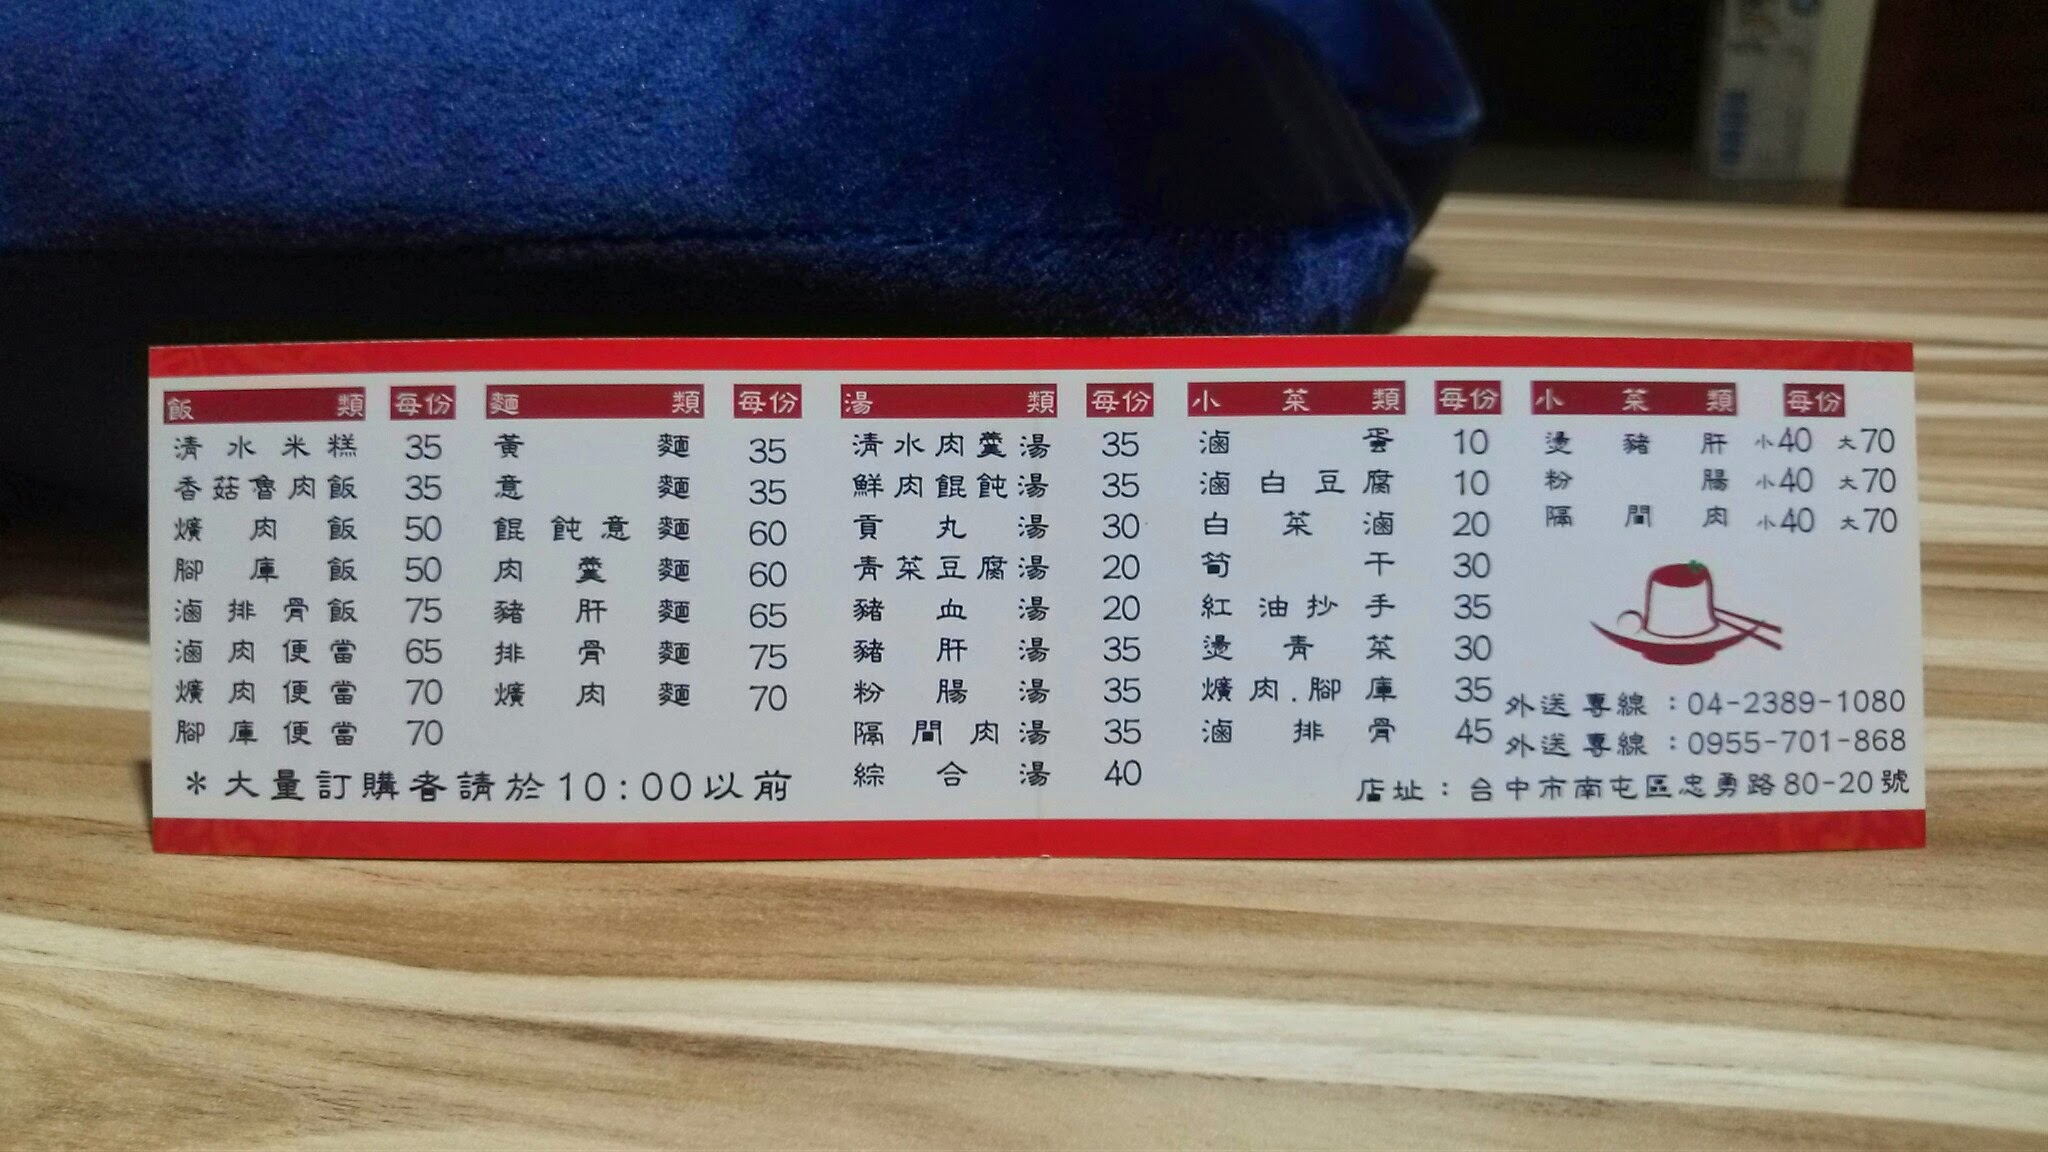 飯類 每份
清水米糕 35
香菇魯肉飯 35
爌肉飯 50
腳庫飯 50
滷排骨飯 75
滷肉便當 65
爌肉便當 70
腳庫便當 70
麵類 每份
黃麵 35
意麵 35
餛飩意麵 60
肉羹麵 60
豬肝麵 65
排骨麵 75
爌肉麵 70
*大量訂購者請於10:00以前
湯類 每份
清水肉羹湯 35
鮮肉餛飩湯 35
貢丸湯 30
青菜豆腐湯 20
豬血湯 20
豬肝湯 35
粉腸湯 35
隔間肉湯 35
綜合湯 40
小菜類 每份
滷蛋 10
滷白豆腐 10
白菜滷 20
筍干 30
紅油抄手 35
燙青菜 30
爌肉.腳庫 35
滷排骨 45
小菜類 每份
燙豬肝 小40 大70
粉腸 小40 大70
隔間肉 小40 大70
外送專線：04-2389-1080
外送專線：0955-701-868
店址：台中市南屯區忠勇路80-20號